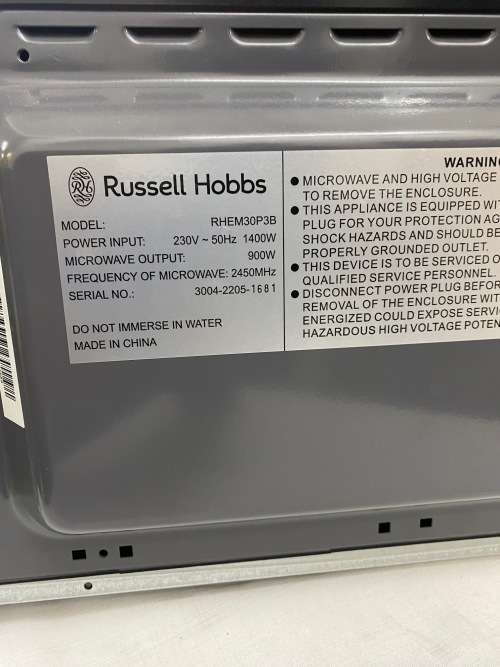 RH
Russell Hobbs
MODEL: RHEM30P3B
POWER INPUT: 230V ~ 50Hz 1400W
MICROWAVE OUTPUT: 900W
FREQUENCY OF MICROWAVE: 2450MHz
SERIAL NO.: 3004-2205-1681
DO NOT IMMERSE IN WATER
MADE IN CHINA
WARNING
● MICROWAVE AND HIGH VOLTAGE
TO REMOVE THE ENCLOSURE.
● THIS APPLIANCE IS EQUIPPED WIT
PLUG FOR YOUR PROTECTION AG
SHOCK HAZARDS AND SHOULD BE
PROPERLY GROUNDED OUTLET.
● THIS DEVICE IS TO BE SERVICED O
QUALIFIED SERVICE PERSONNEL.
● DISCONNECT POWER PLUG BEFOR
REMOVAL OF THE ENCLOSURE WIT
ENERGIZED COULD EXPOSE SERVI
HAZARDOUS HIGH VOLTAGE POTEN